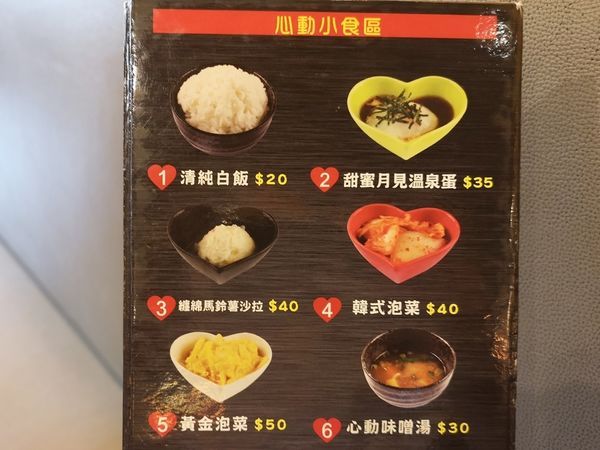 心動小食區
1 清純白飯 $20
2 甜蜜月見溫泉蛋 $35
3 纏綿馬鈴薯沙拉 $40
4 韓式泡菜 $40
5 黃金泡菜 $50
6 心動味噌湯 $30